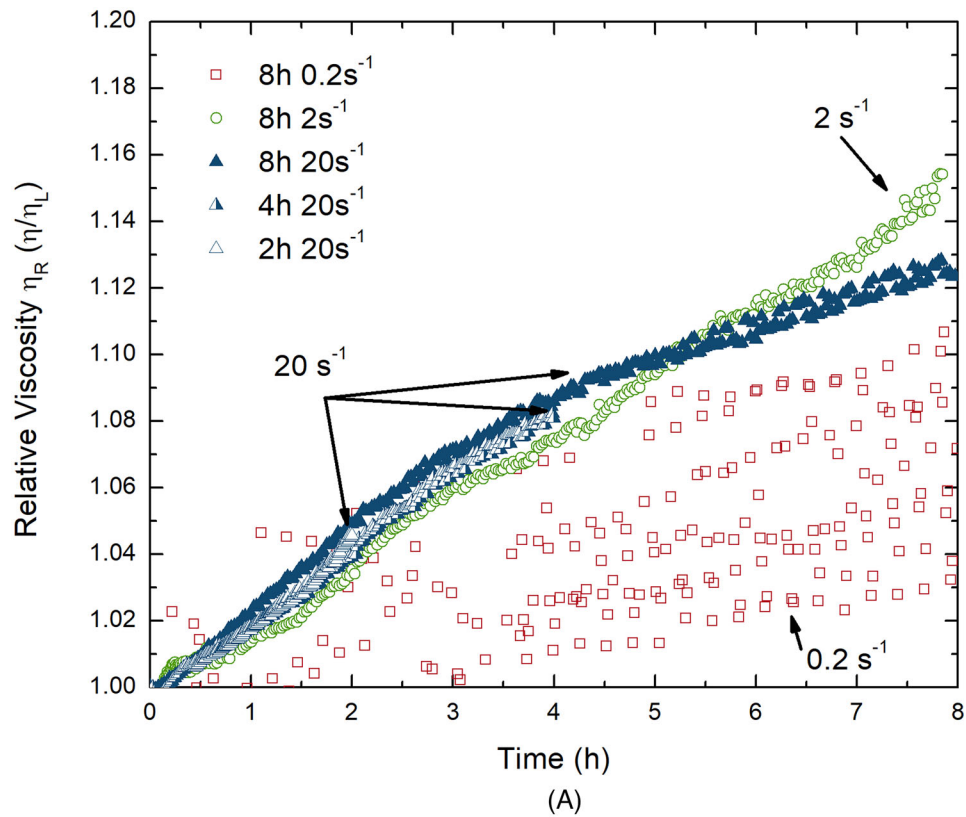 1.20
1.18
1.16
1.14
1.12
1.10
1.08
1.06
1.04
1.02
1.00
Relative Viscosity η_R (η/η_L)
8h 0.2s⁻¹
8h 2s⁻¹
8h 20s⁻¹
4h 20s⁻¹
2h 20s⁻¹
2 s⁻¹
20 s⁻¹
0.2 s⁻¹
0 1 2 3 4 5 6 7 8
Time (h)
(A)